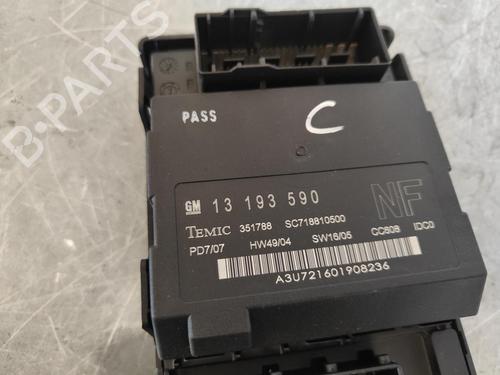 B-PARTS
PASS
C
GM 13 193 590
NF
TEMIC 351788 SC718810500
PD7/07 HW49/04 SW16/05 CC60B IDC0
A3U721601908236